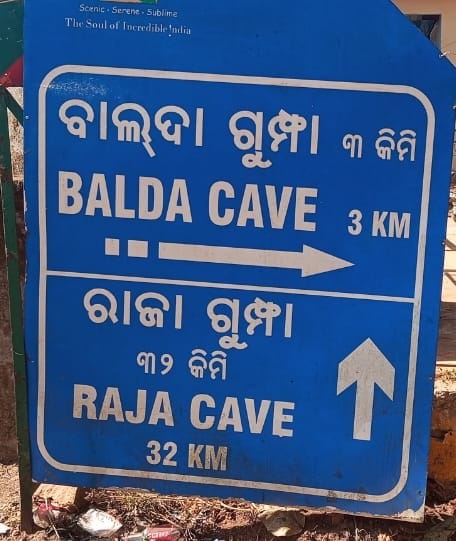 Scenic - Serene - Sublime
The Soul of Incredible India
ବାଲ୍‌ଦା ଗୁମ୍ଫା ୩ କିମି
BALDA CAVE 3 KM
ରାଜା ଗୁମ୍ଫା
୩୨ କିମି
RAJA CAVE
32 KM